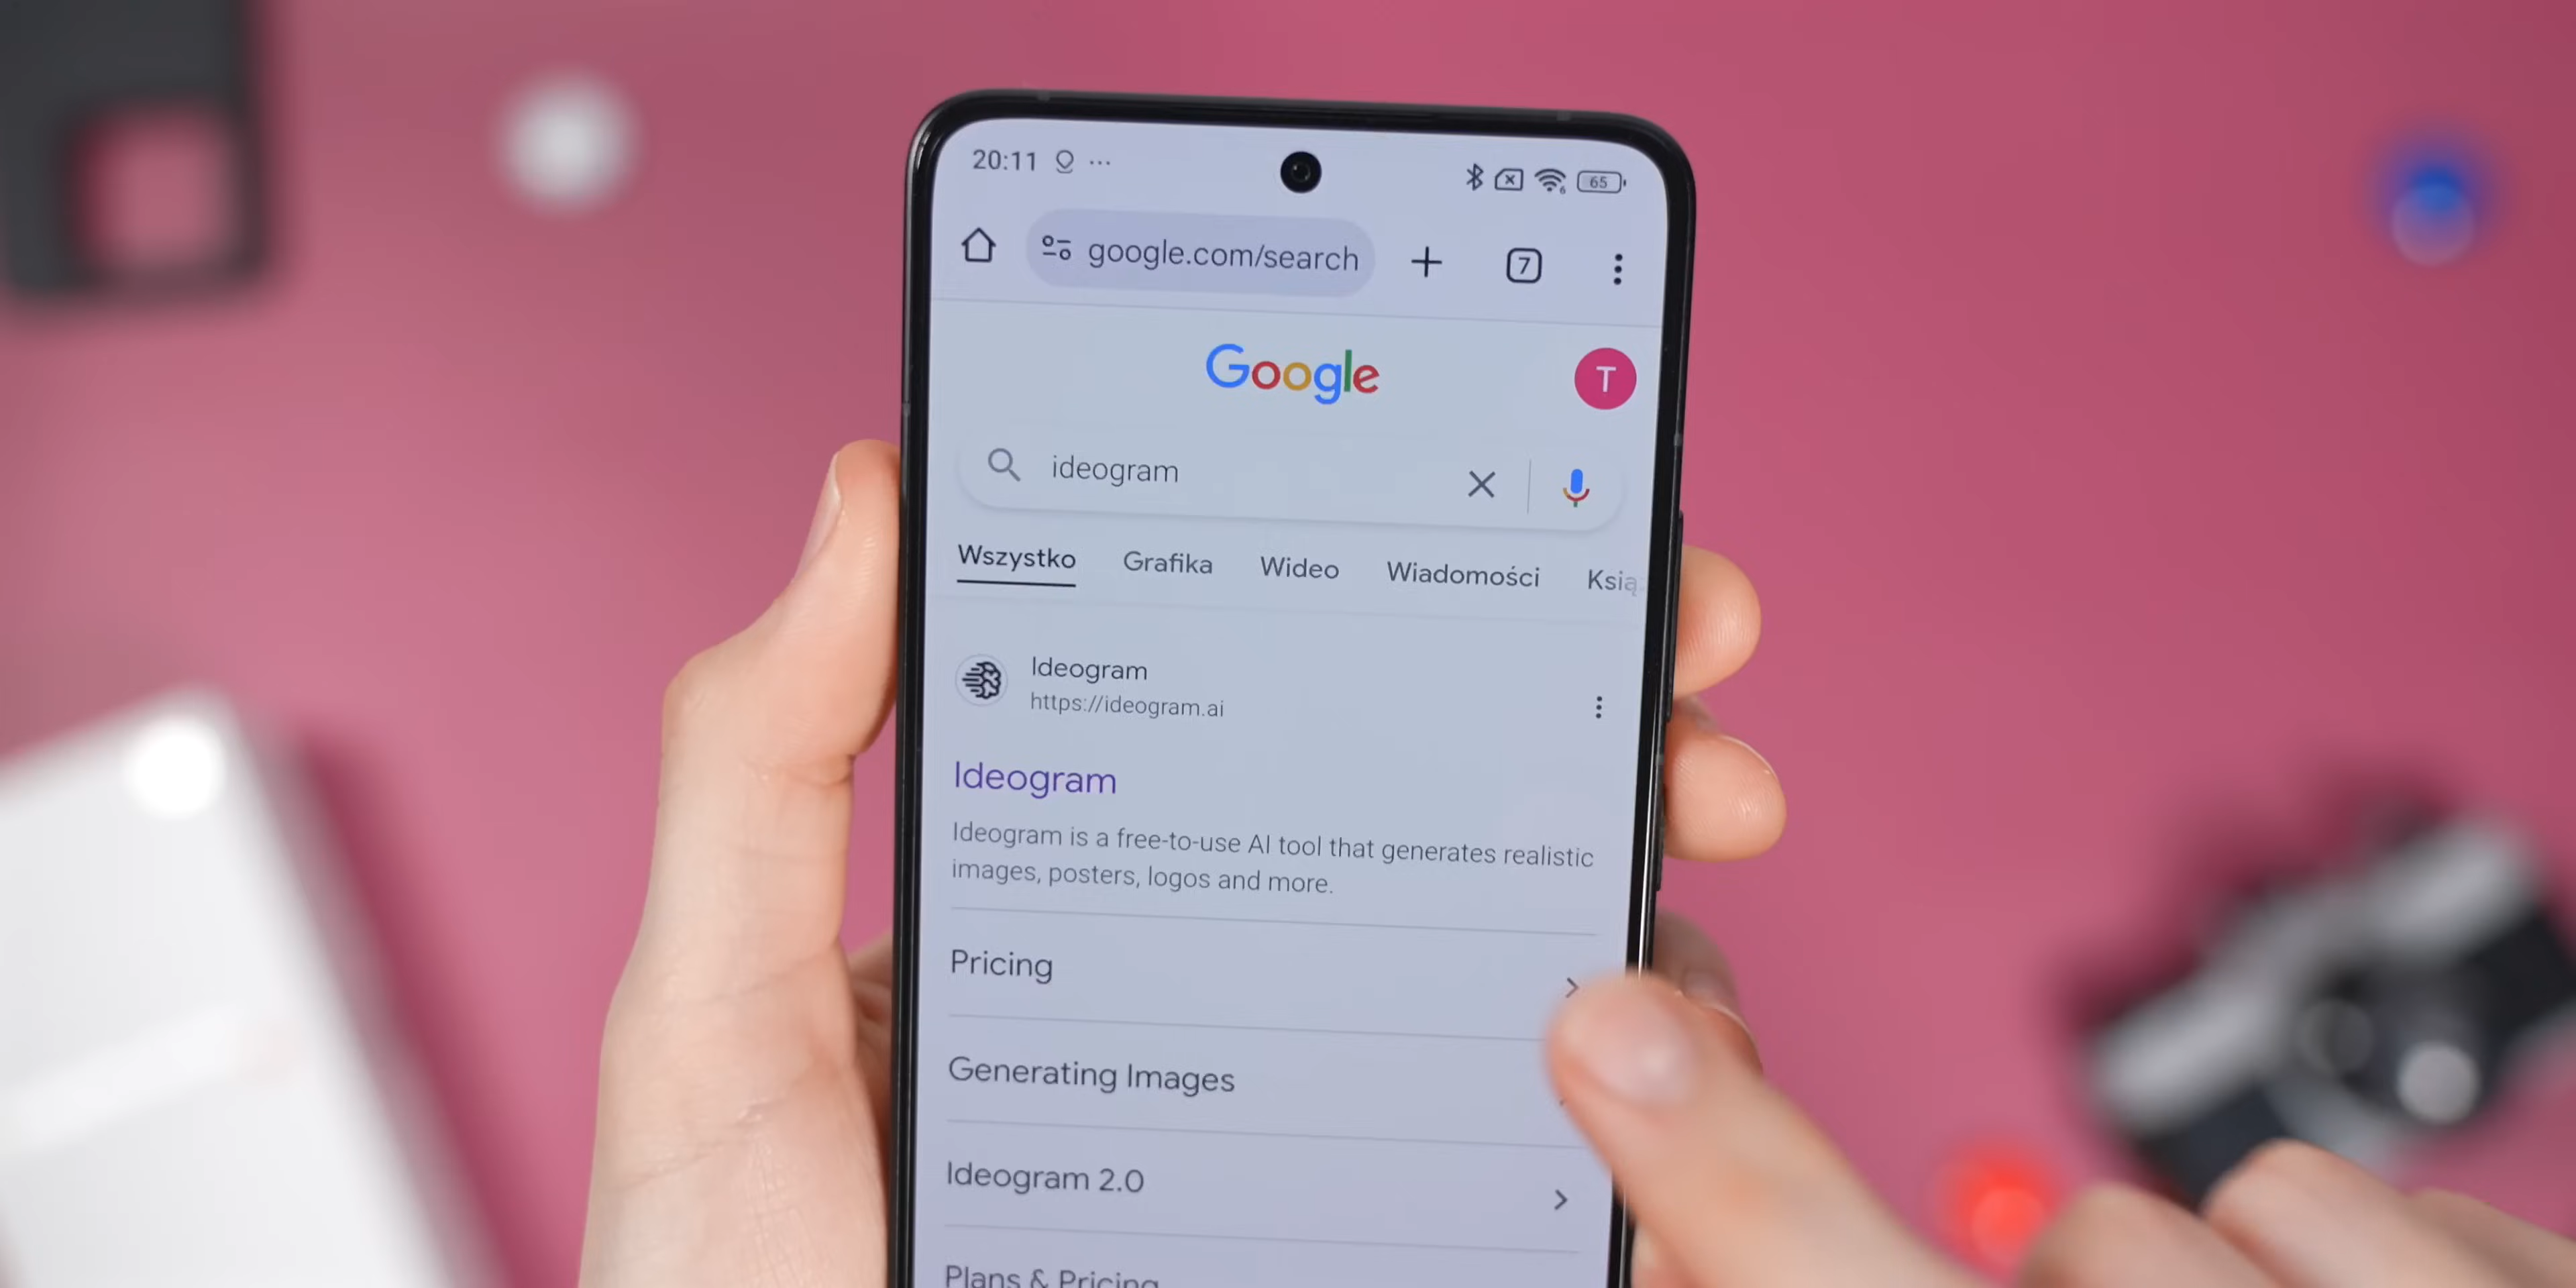 20:11 ... 65
google.com/search 7
Google T
ideogram
Wszystko Grafika Wideo Wiadomości Książ
Ideogram
https://ideogram.ai
Ideogram
Ideogram is a free-to-use AI tool that generates realistic
images, posters, logos and more.
Pricing
Generating Images
Ideogram 2.0
Plans & Pricing